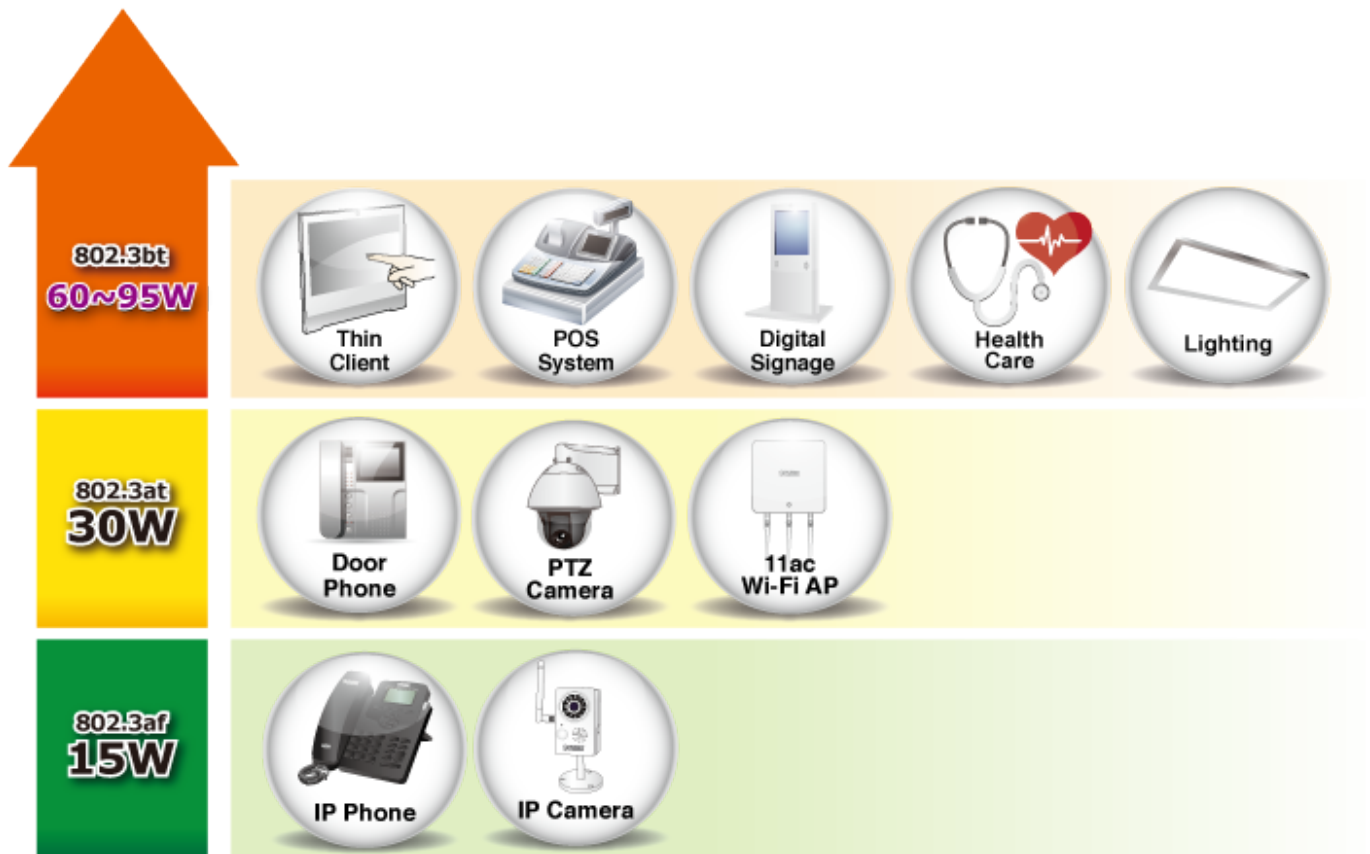 802.3bt
60~95W
Thin
Client
POS
System
Digital
Signage
Health
Care
Lighting
802.3at
30W
Door
Phone
PTZ
Camera
11ac
Wi-Fi AP
802.3af
15W
IP Phone
IP Camera